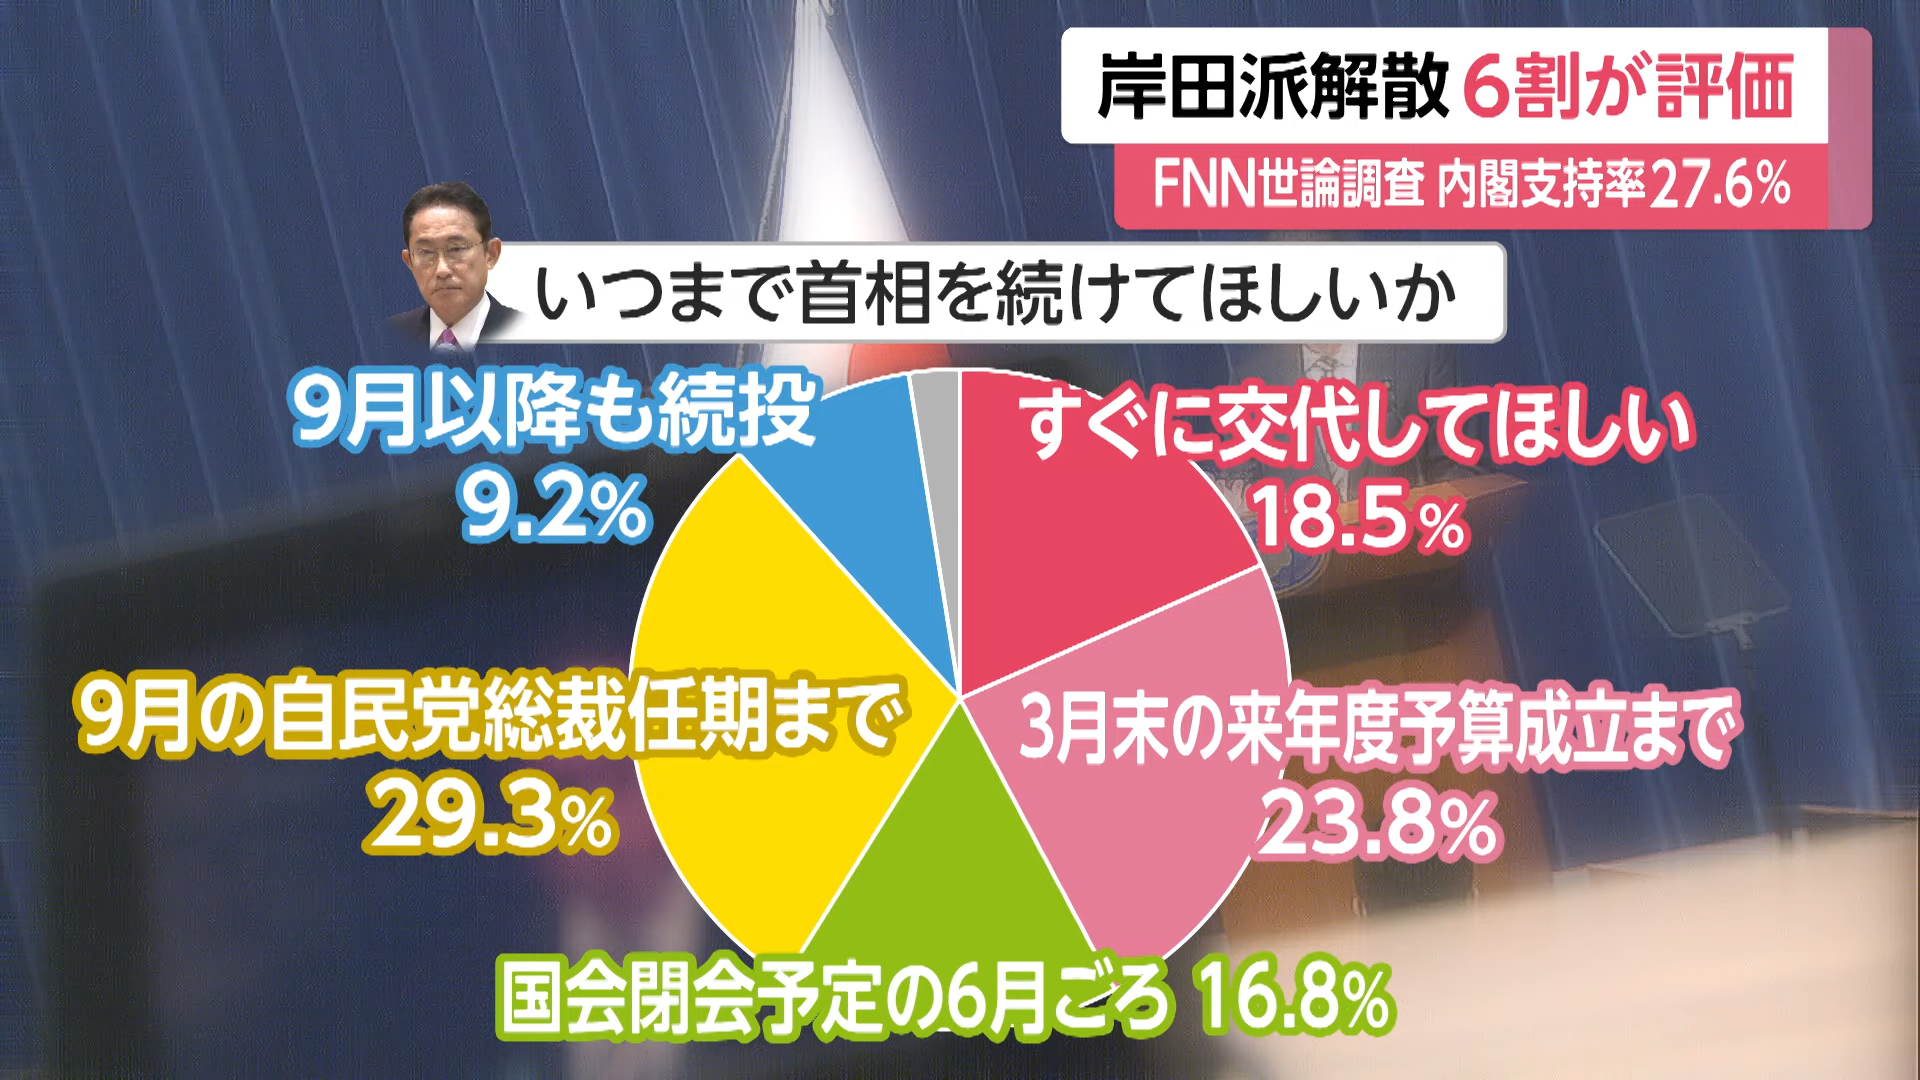 岸田派解散 6割が評価
FNN世論調査 内閣支持率27.6%
いつまで首相を続けてほしいか
9月以降も続投
9.2%
すぐに交代してほしい
18.5%
9月の自民党総裁任期まで
29.3%
3月末の来年度予算成立まで
23.8%
国会閉会予定の6月ごろ 16.8%